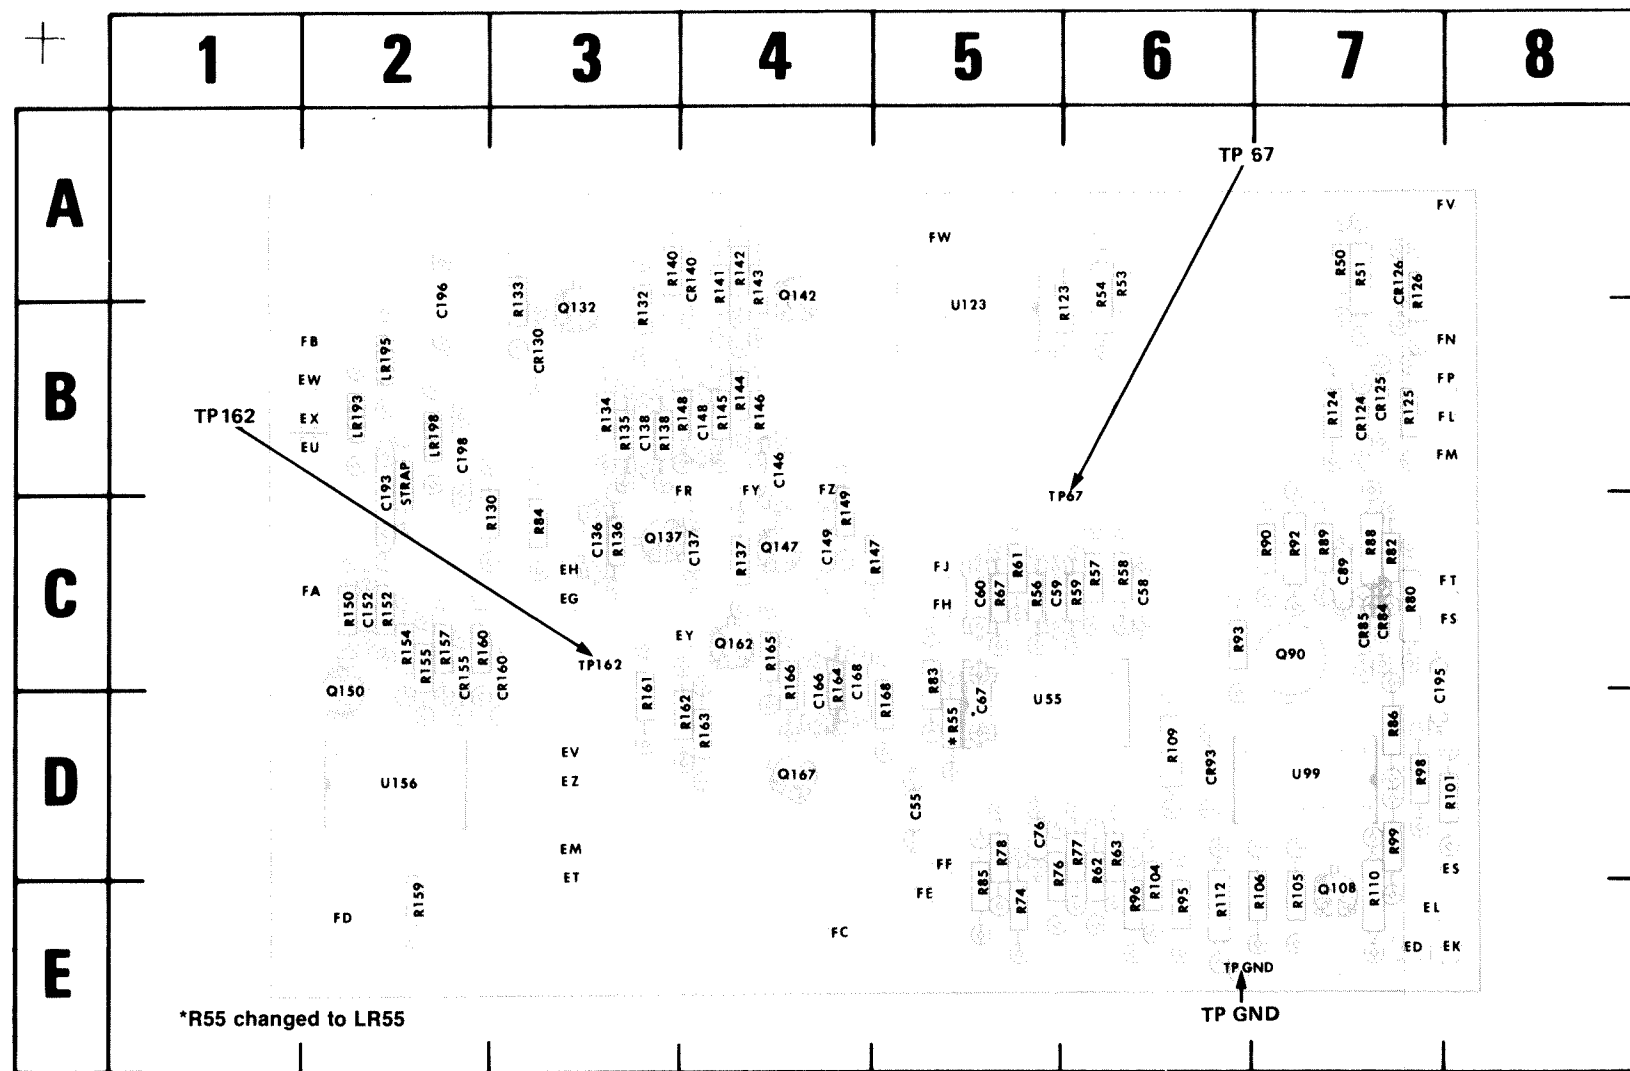 1 2 3 4 5 6 7 8
A
TP 67
FV
FW
R140 CR140 R141 R142 R143
R50 R51 CR126 R126
C196 R133 Q132 R132 Q142 U123 R123 R54 R53
FB
LR195
CR130
FN
EW
FP
B
TP162
EX
LR193 LR198 C198
R134 R135 C138 R138 R148 C148 R145 R144 R146
R124 CR124 CR125 R125
FL
EU
C146
FM
C193 STRAP
FR FY FZ
TP67
R130 R84 C136 R136 Q137 C137 R137 Q147 C149 R149 R147
R90 R92 R89 C89 R88 R82
EH
FJ
C60 R67 R61 R56 C59 R59 R57 R58 C58
FT
C
FA
R150 C152 R152
EG
FH
R80
FS
R154 R155 R157 CR155 R160 CR160
EY
Q162 R165
R93 Q90 CR85 CR84
TP162
Q150
R161 R162 R163 R166 C166 R164 C168 R168
R83 *R55 C67 U55
C195
R86
EV
R109 CR93
D
U156
EZ
Q167
C55
U99
R98 R101
C76
EM
R78 R77 R62 R63
R99
FF
ES
ET
R85 R74 R76 R96 R104 R95 R112 R106 R105 Q108 R110
FE
R159
EL
FD
FC
ED EK
E
TP GND
*R55 changed to LR55
TP GND